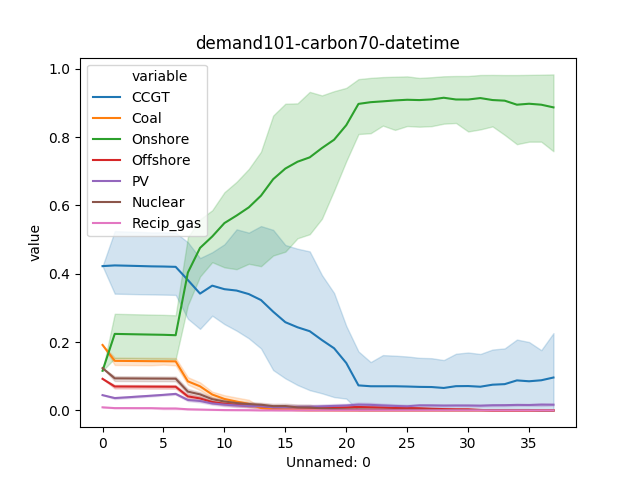 demand101-carbon70-datetime
variable
CCGT
Coal
Onshore
Offshore
PV
Nuclear
Recip_gas
value
1.0
0.8
0.6
0.4
0.2
0.0
0 5 10 15 20 25 30 35
Unnamed: 0